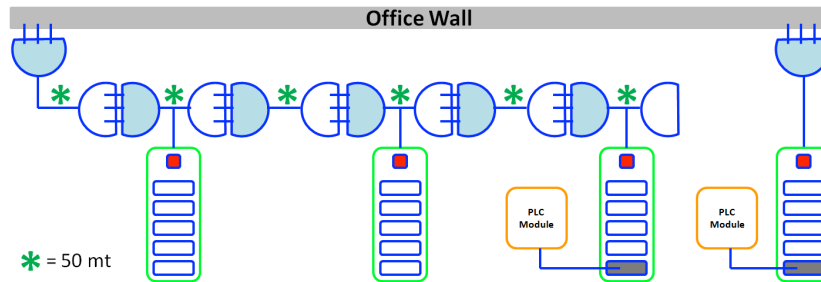 Office Wall
PLC
Module
PLC
Module
* = 50 mt